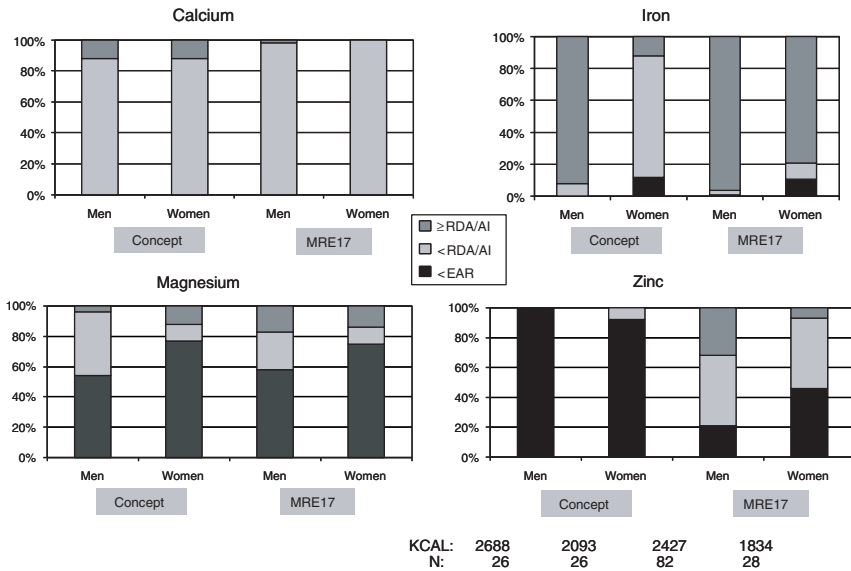 Calcium
100%
80%
60%
40%
20%
0%
Men Women Men Women
Concept MRE17
Iron
100%
80%
60%
40%
20%
0%
Men Women Men Women
Concept MRE17
≥RDA/AI
<RDA/AI
<EAR
Magnesium
100%
80%
60%
40%
20%
0%
Men Women Men Women
Concept MRE17
Zinc
100%
80%
60%
40%
20%
0%
Men Women Men Women
Concept MRE17
KCAL: 2688 2093 2427 1834
N: 26 26 82 28